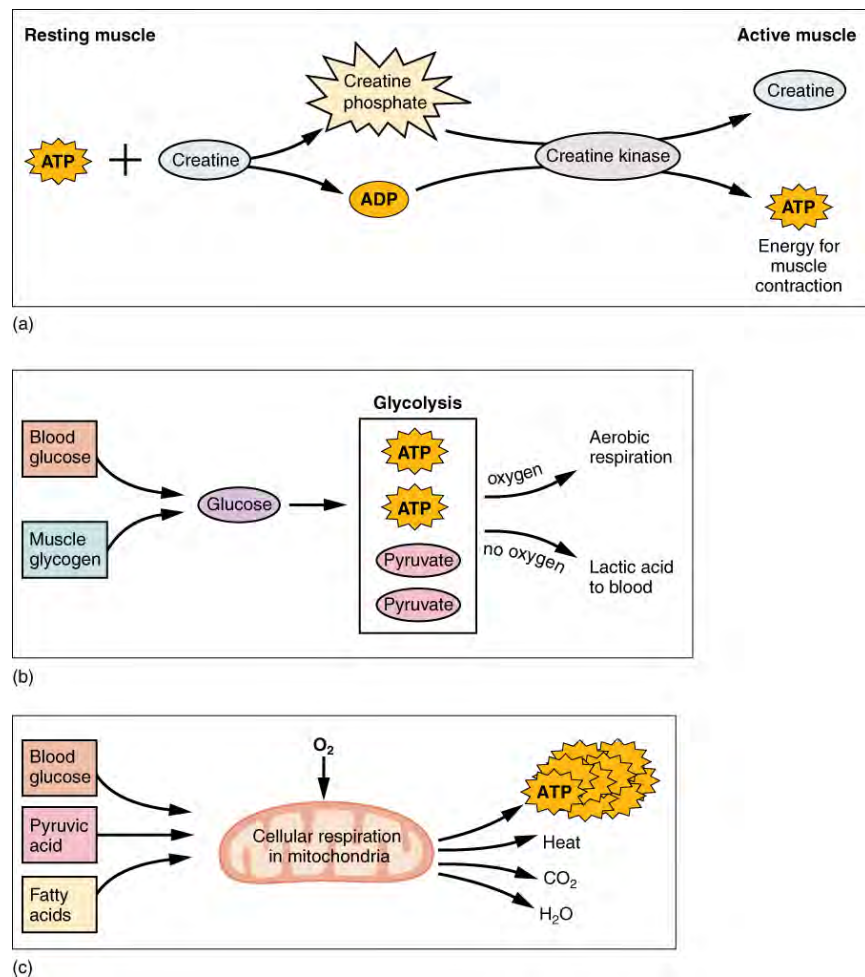 Resting muscle
Active muscle
Creatine
phosphate
Creatine
ATP
Creatine
Creatine kinase
ADP
ATP
Energy for
muscle
contraction
(a)
Glycolysis
Blood
glucose
ATP
oxygen
Aerobic
respiration
Glucose
ATP
Muscle
glycogen
Pyruvate
no oxygen
Lactic acid
to blood
Pyruvate
(b)
Blood
glucose
O₂
ATP
Pyruvic
acid
Cellular respiration
in mitochondria
Heat
CO₂
Fatty
acids
H₂O
(c)